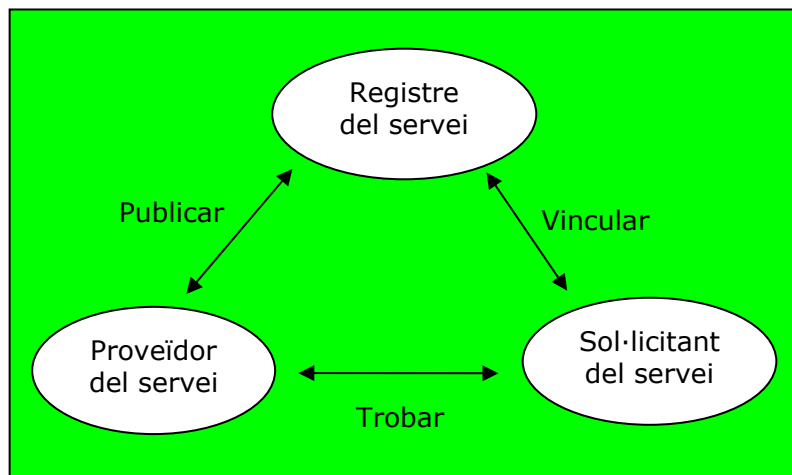 Registre
del servei
Publicar
Vincular
Proveïdor
del servei
Sol·licitant
del servei
Trobar